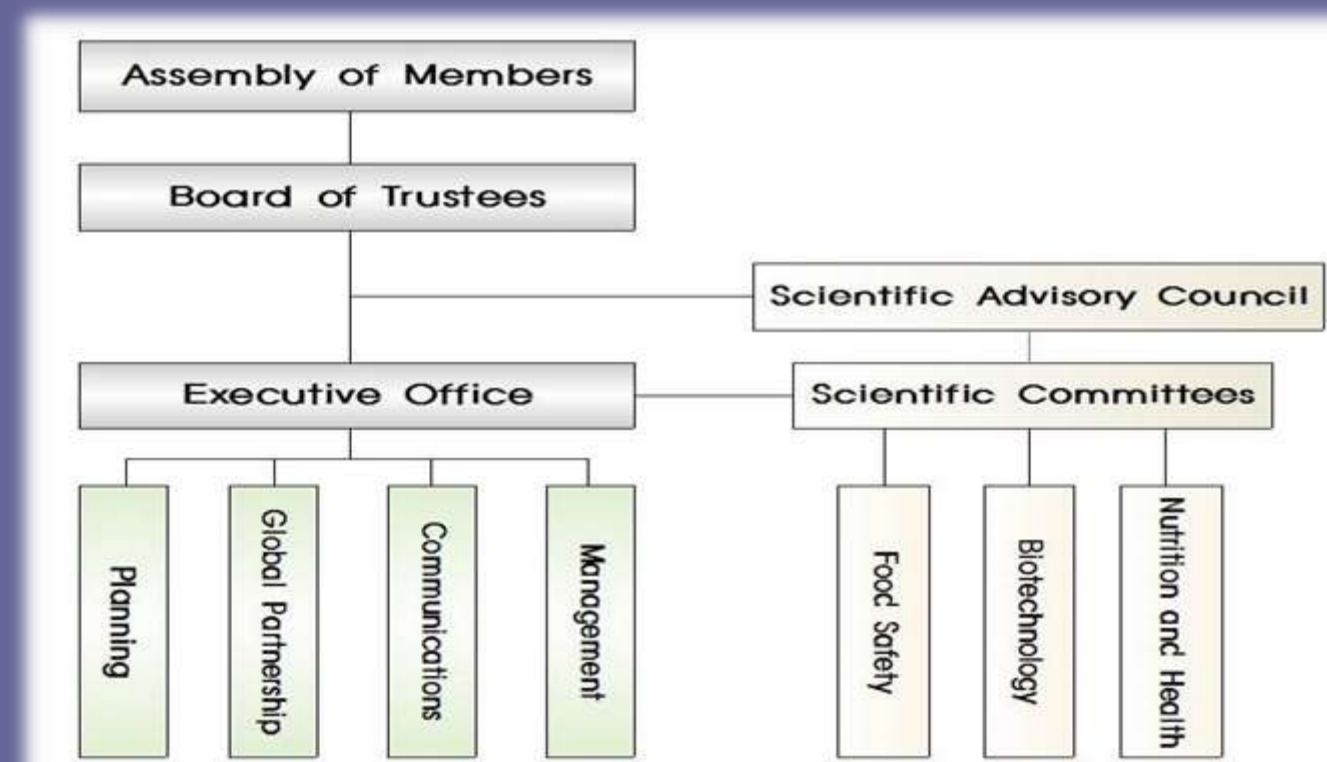 Assembly of Members
Board of Trustees
Scientific Advisory Council
Executive Office
Scientific Committees
Planning
Global Partnership
Communications
Management
Food Safety
Biotechnology
Nutrition and Health